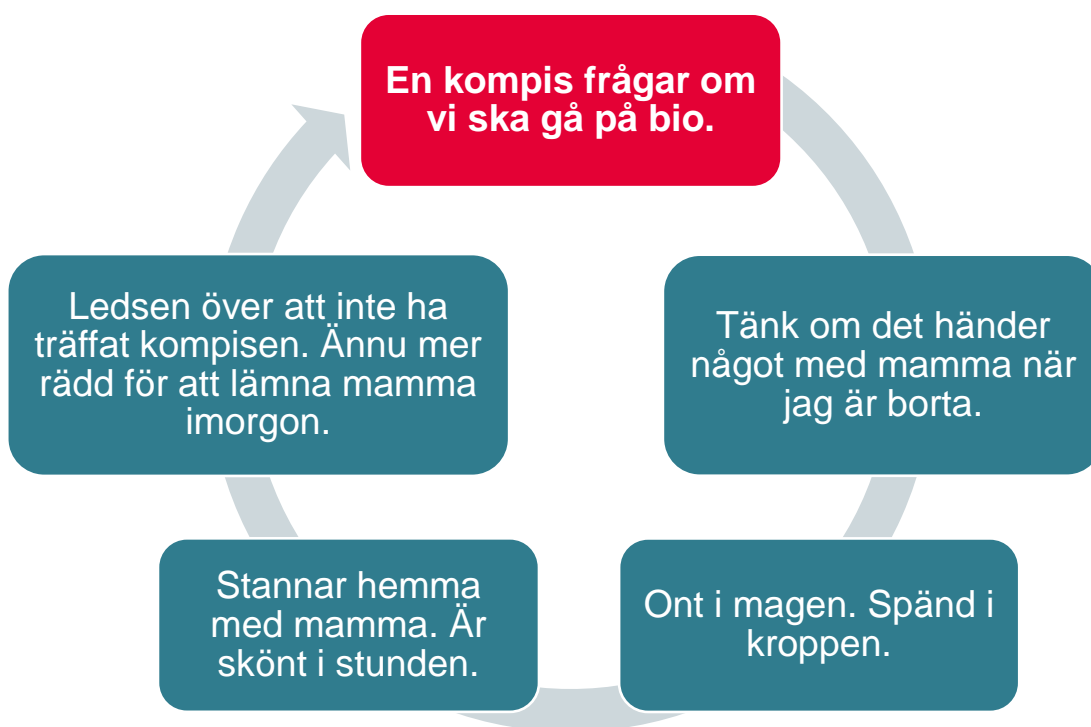 En kompis frågar om
vi ska gå på bio.
Tänk om det händer
något med mamma när
jag är borta.
Ont i magen. Spänd i
kroppen.
Stannar hemma
med mamma. Är
skönt i stunden.
Ledsen över att inte ha
träffat kompisen. Ännu mer
rädd för att lämna mamma
imorgon.